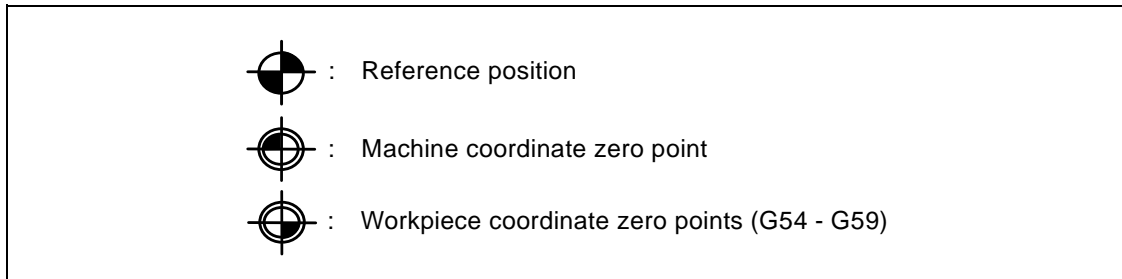 : Reference position
: Machine coordinate zero point
: Workpiece coordinate zero points (G54 - G59)